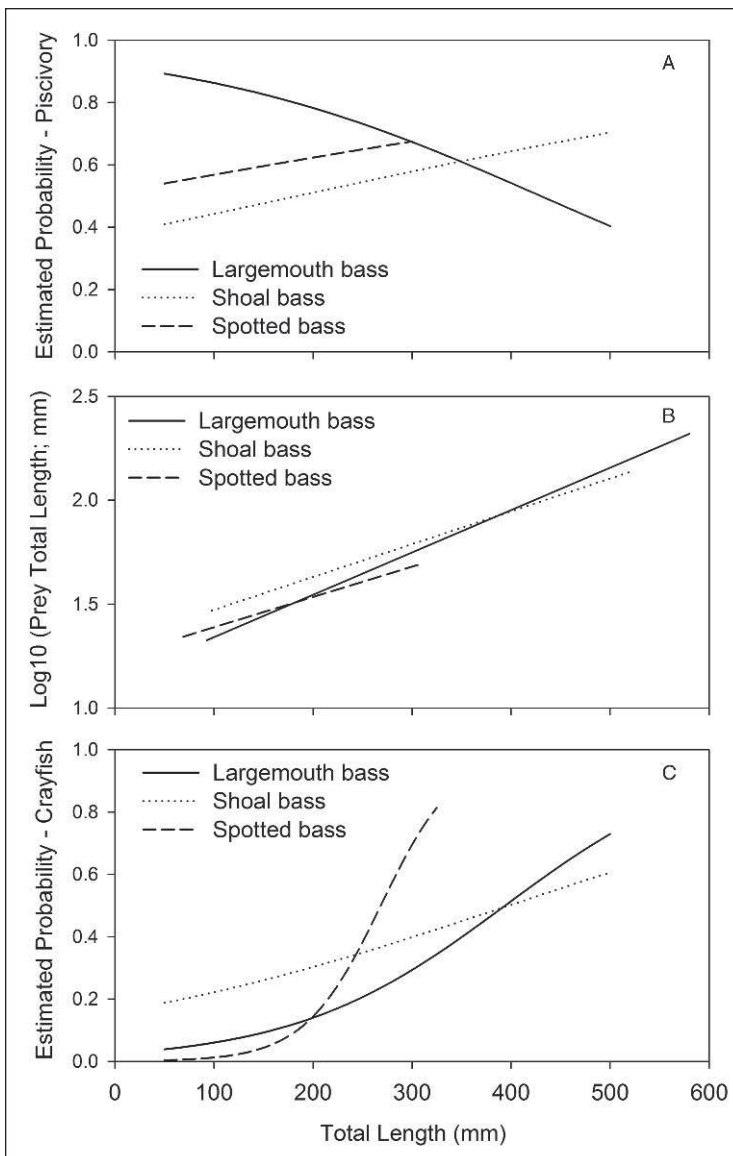 A
Estimated Probability - Piscivory
1.0
0.8
0.6
0.4
0.2
0.0
Largemouth bass
Shoal bass
Spotted bass
B
Log10 (Prey Total Length; mm)
2.5
2.0
1.5
1.0
Largemouth bass
Shoal bass
Spotted bass
C
Estimated Probability - Crayfish
1.0
0.8
0.6
0.4
0.2
0.0
Largemouth bass
Shoal bass
Spotted bass
0 100 200 300 400 500 600
Total Length (mm)